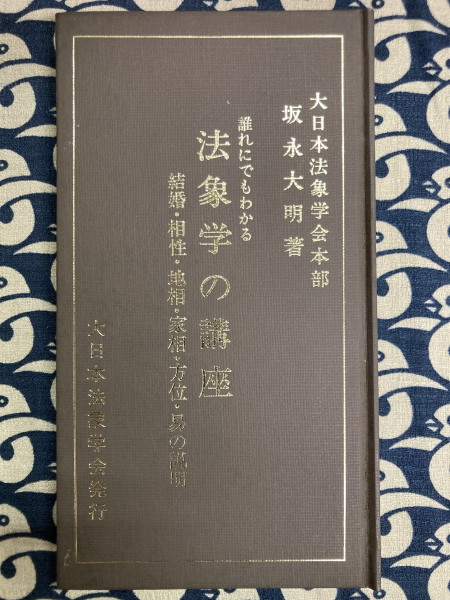 大日本法象学会本部
坂永大明著
誰れにでもわかる
法象学の講座
結婚・相性・地相・家相・方位・易の説明
大日本法象学会発行